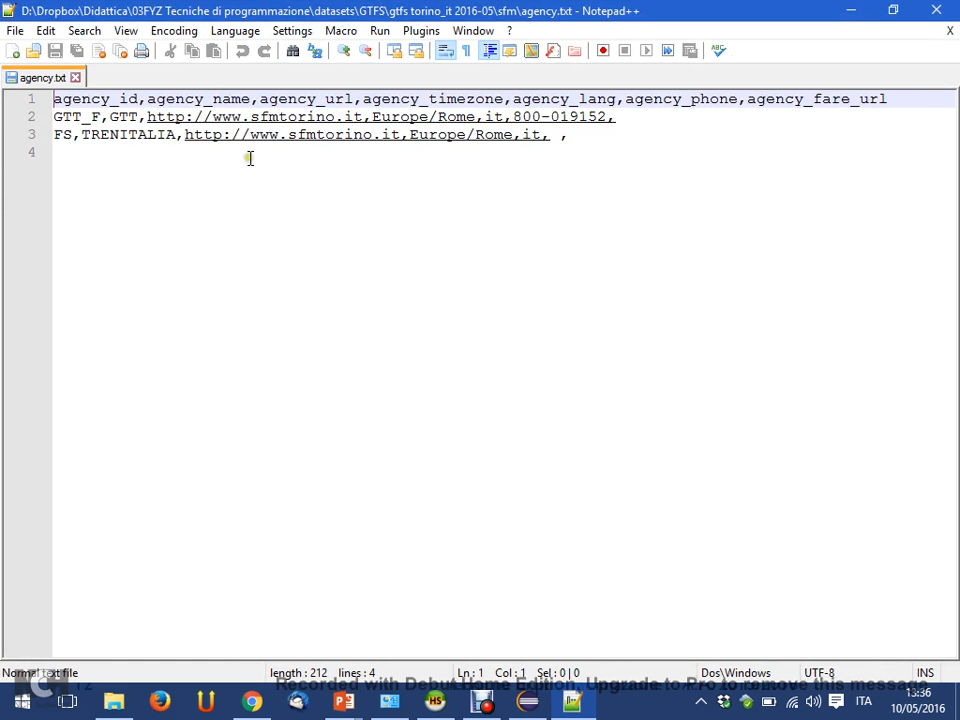 D:\Dropbox\Didattica\03FYZ Tecniche di programmazione\datasets\GTFS\gtfs torino_it 2016-05\sfm\agency.txt - Notepad++
File Edit Search View Encoding Language Settings Macro Run Plugins Window ? X
agency.txt
1 agency_id,agency_name,agency_url,agency_timezone,agency_lang,agency_phone,agency_fare_url
2 GTT_F,GTT,http://www.sfmtorino.it,Europe/Rome,it,800-019152,
3 FS,TRENITALIA,http://www.sfmtorino.it,Europe/Rome,it, ,
4
Normal text file length : 212 lines : 4 Ln : 1 Col : 1 Sel : 0 | 0 Dos\Windows UTF-8 INS
Recorded with Debut Home Edition, Upgrade to Pro to remove this message
ITA
13:36
10/05/2016